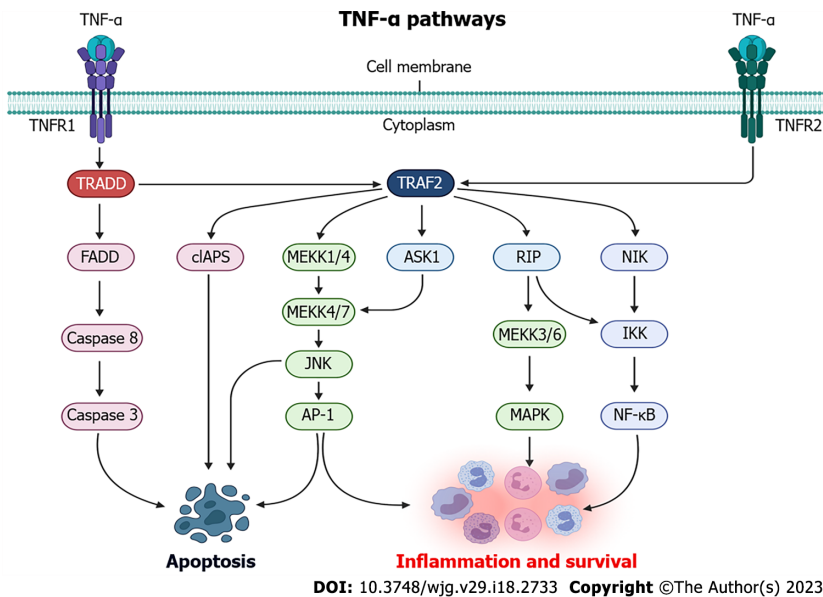 TNF-α pathways
TNF-α
TNF-α
Cell membrane
TNFR1
Cytoplasm
TNFR2
TRADD
TRAF2
FADD
cIAPS
MEKK1/4
ASK1
RIP
NIK
MEKK4/7
Caspase 8
MEKK3/6
IKK
JNK
Caspase 3
AP-1
MAPK
NF-κB
Apoptosis
Inflammation and survival
DOI: 10.3748/wjg.v29.i18.2733 Copyright ©The Author(s) 2023